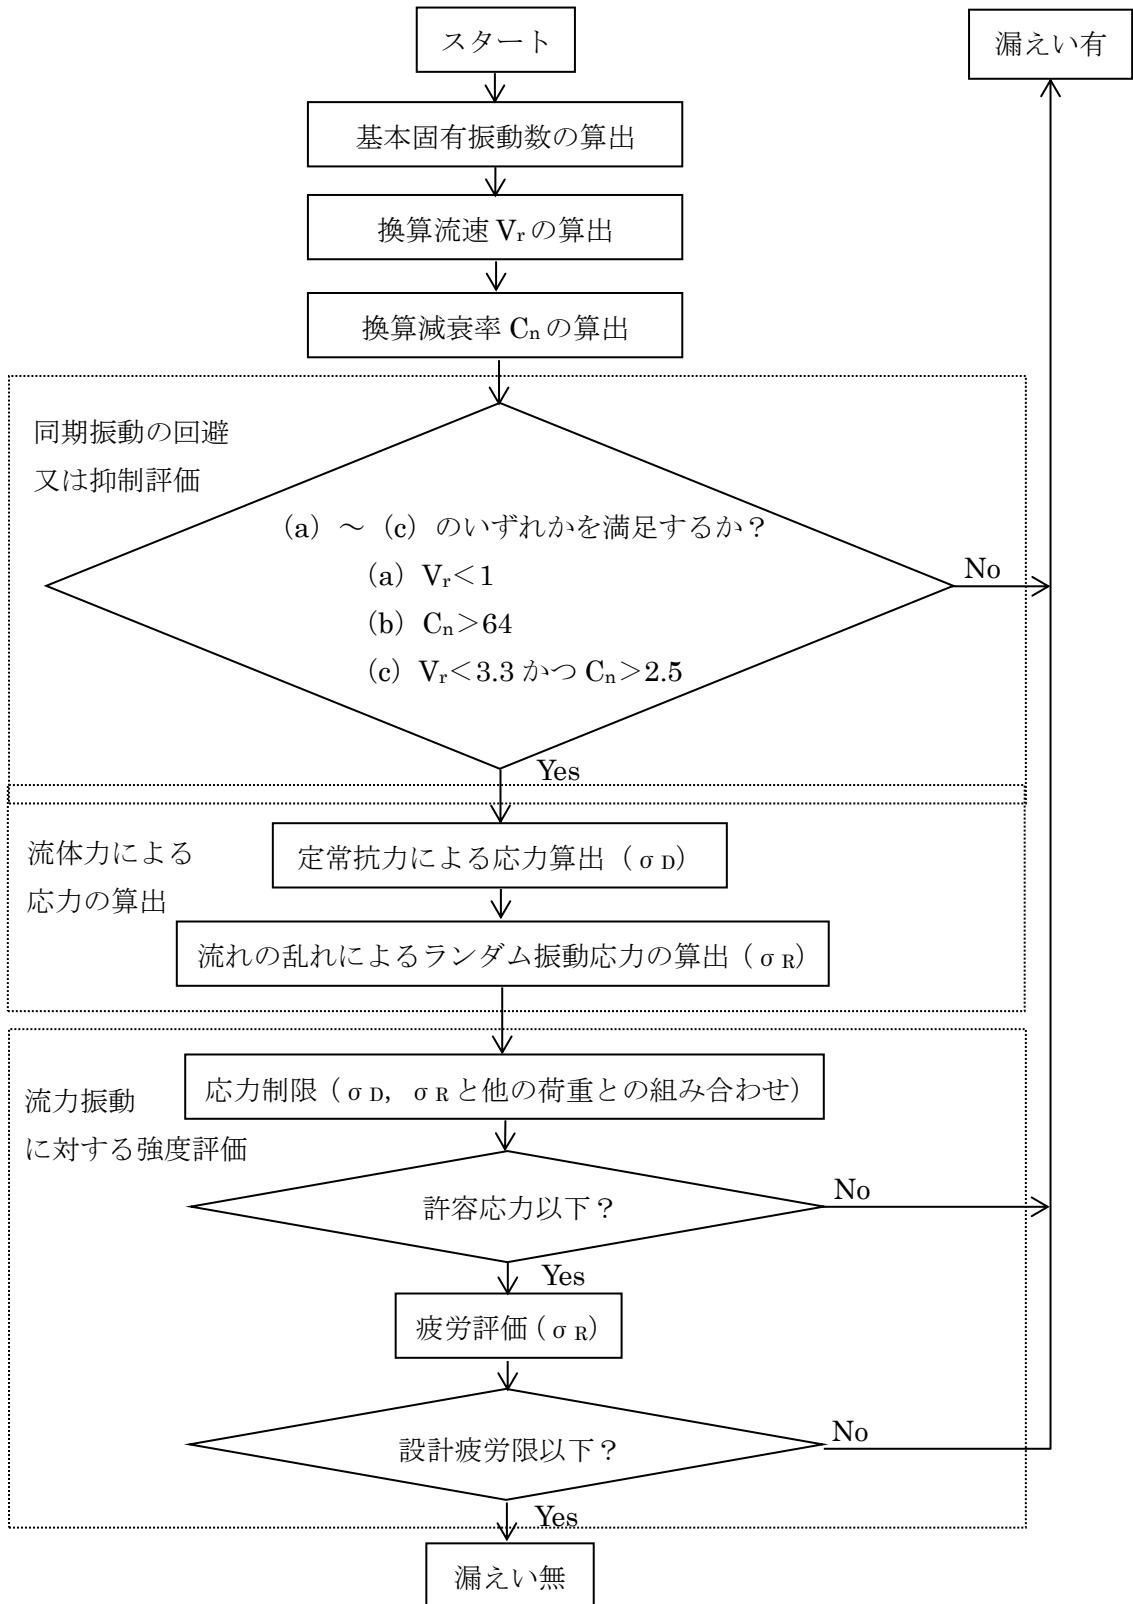 スタート
漏えい有
基本固有振動数の算出
換算流速 Vrの算出
換算減衰率 Cnの算出
同期振動の回避
又は抑制評価
(a)～(c)のいずれかを満足するか？
(a) Vr＜1
(b) Cn＞64
(c) Vr＜3.3 かつ Cn＞2.5
No
Yes
流体力による
応力の算出
定常抗力による応力算出（σD）
流れの乱れによるランダム振動応力の算出（σR）
流力振動
に対する強度評価
応力制限（σD，σRと他の荷重との組み合わせ）
許容応力以下？
No
Yes
疲労評価（σR）
設計疲労限以下？
No
Yes
漏えい無